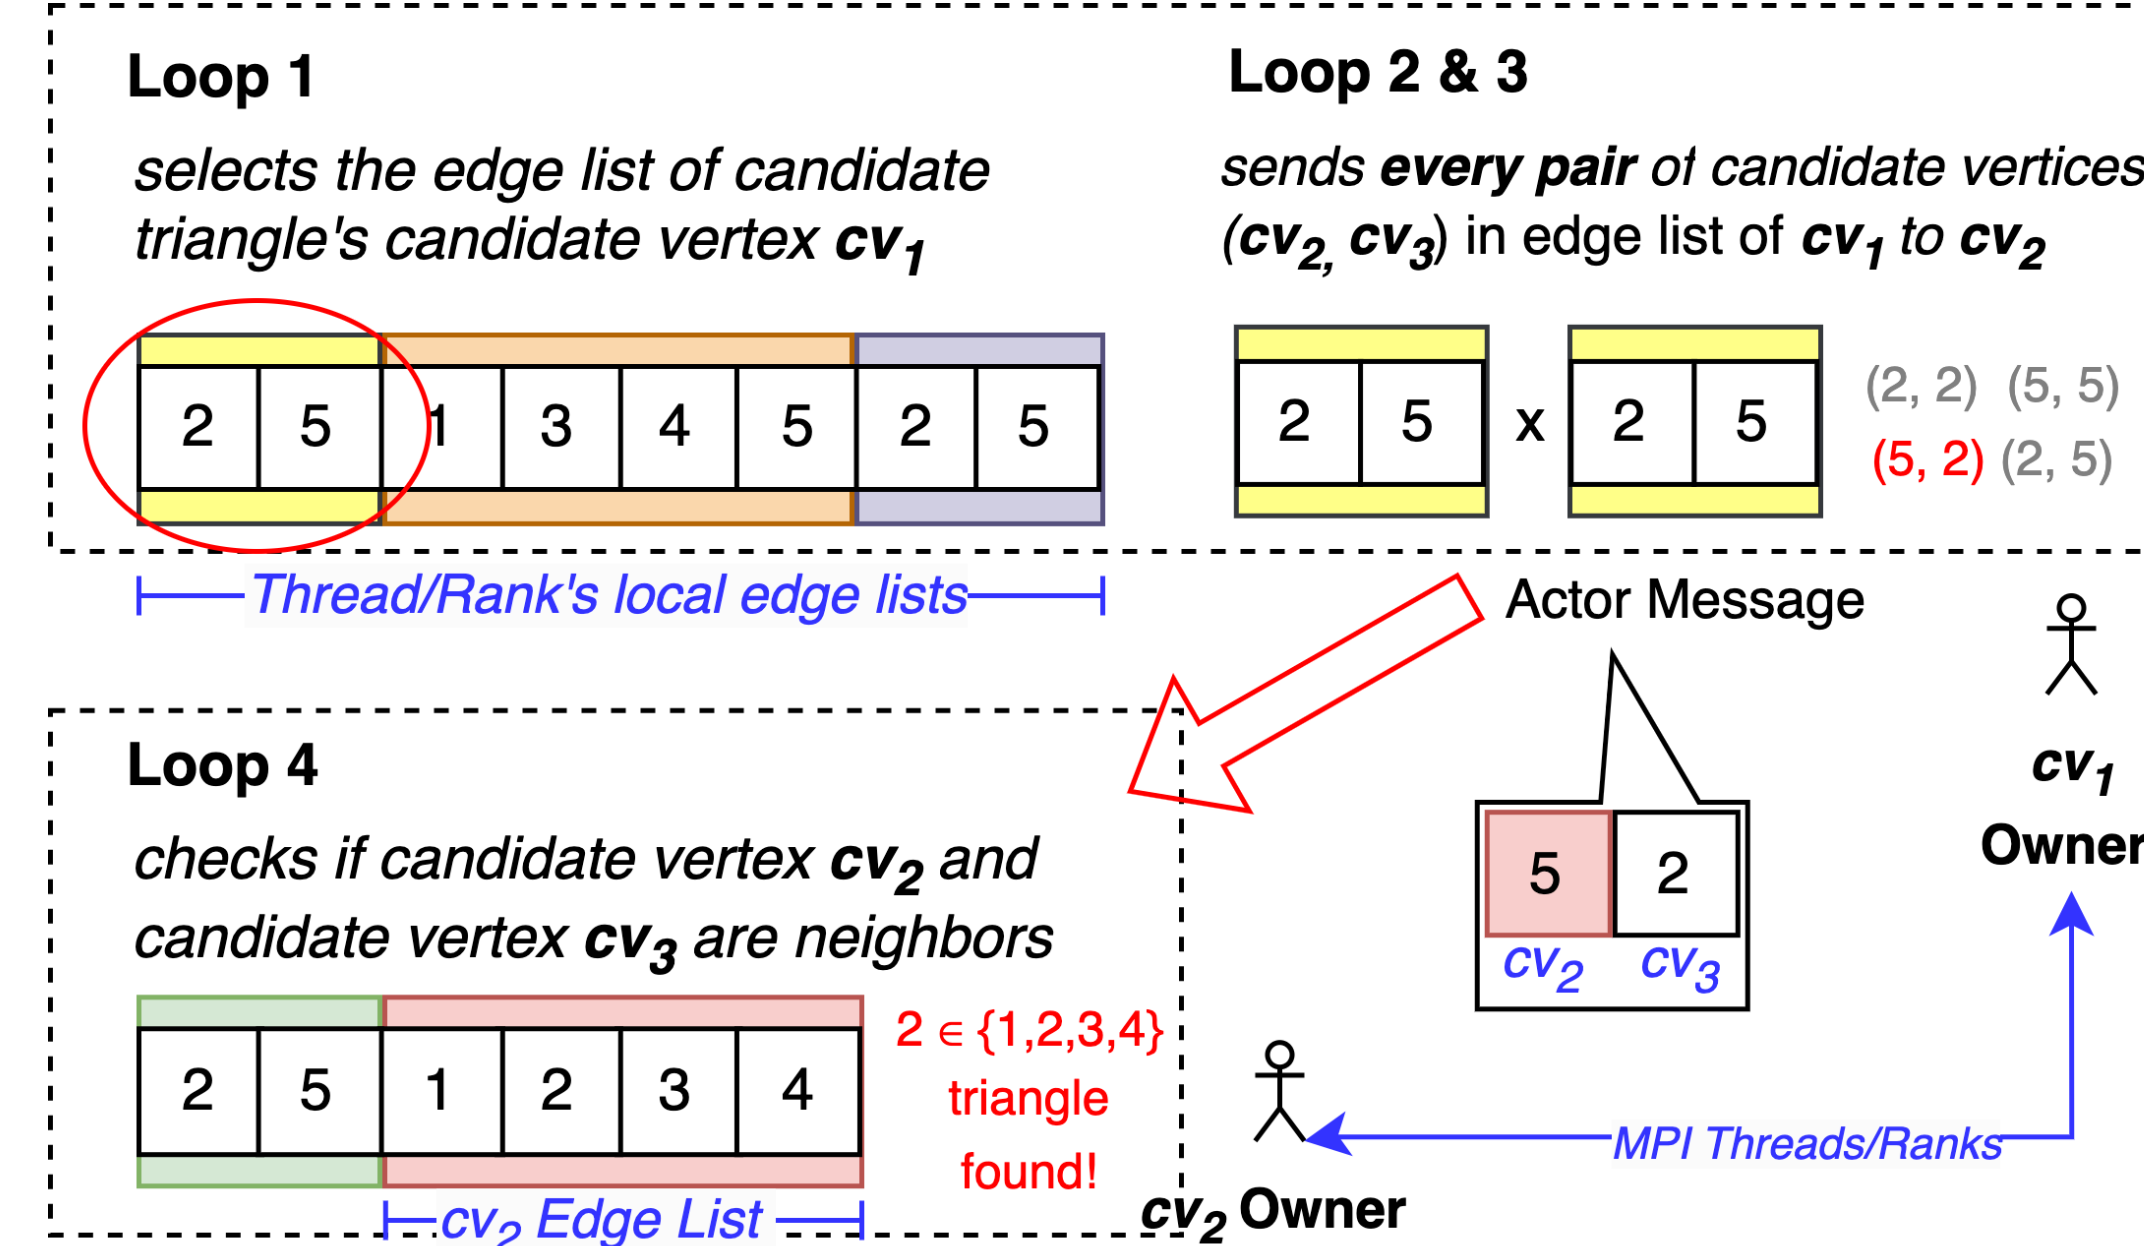 Loop 1
selects the edge list of candidate
triangle's candidate vertex cv1
2 5 1 3 4 5 2 5
Thread/Rank's local edge lists
Loop 2 & 3
sends every pair of candidate vertices
(cv2, cv3) in edge list of cv1 to cv2
2 5 x 2 5
(2, 2) (5, 5)
(5, 2) (2, 5)
Actor Message
5 2
cv2 cv3
cv1
Owner
Loop 4
checks if candidate vertex cv2 and
candidate vertex cv3 are neighbors
2 5 1 2 3 4
2 ∈ {1,2,3,4}
triangle
found!
cv2 Edge List
cv2 Owner
MPI Threads/Ranks